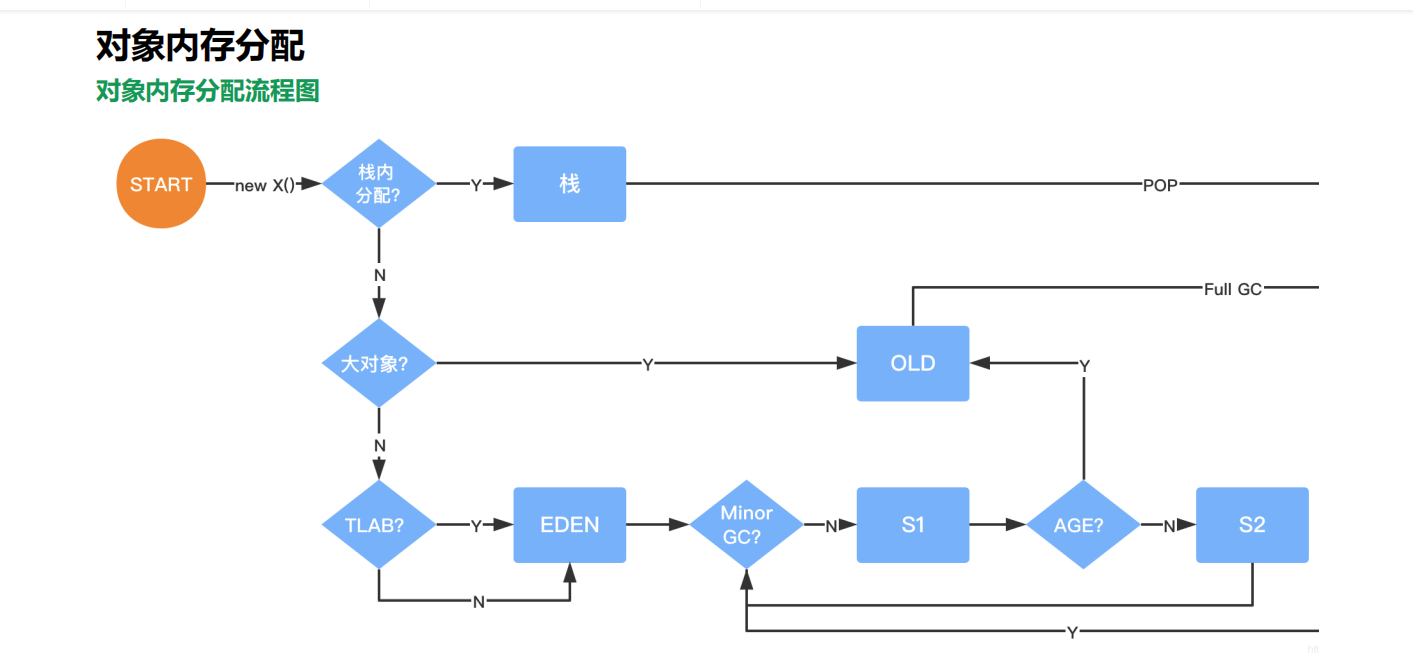 对象内存分配
对象内存分配流程图
START
new X()
栈内
分配?
Y
栈
POP
N
Full GC
大对象?
Y
OLD
Y
N
TLAB?
Y
EDEN
Minor
GC?
N
S1
AGE?
N
S2
N
Y